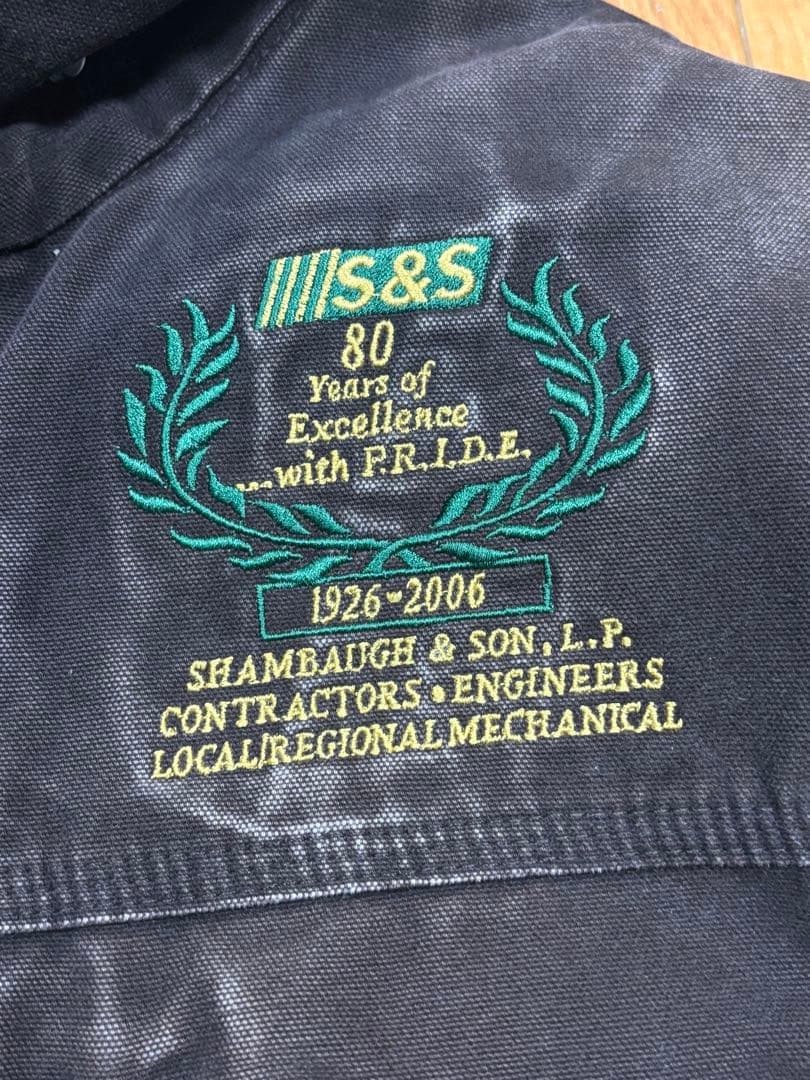 S&S
80
Years of
Excellence
...with P.R.I.D.E.
1926-2006
SHAMBAUGH & SON, L.P.
CONTRACTORS • ENGINEERS
LOCAL/REGIONAL MECHANICAL